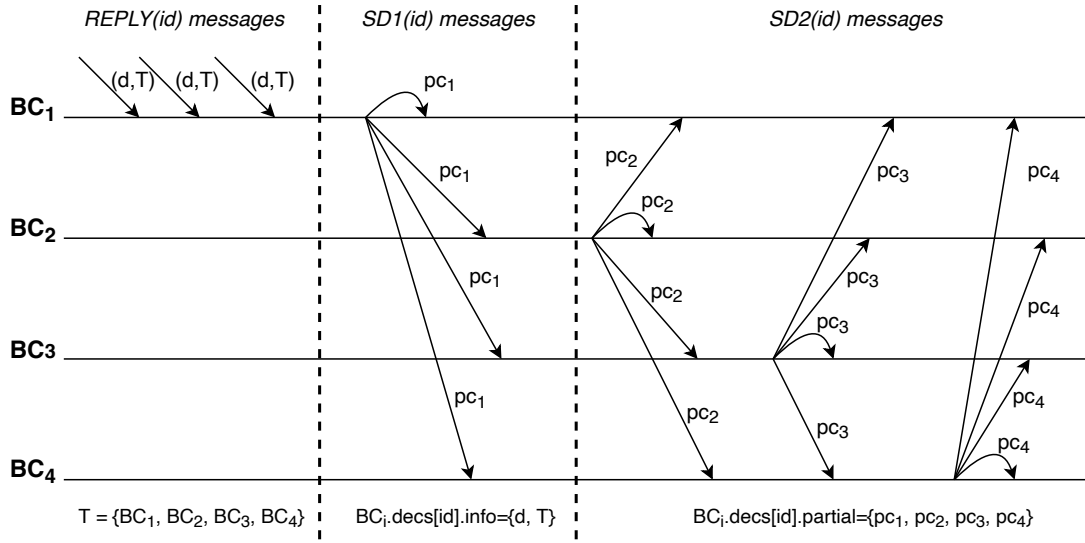 REPLY(id) messages
SD1(id) messages
SD2(id) messages
(d,T)
(d,T)
(d,T)
pc1
BC1
pc1
pc2
pc3
pc4
pc2
BC2
pc1
pc2
pc3
pc4
pc3
BC3
pc1
pc2
pc3
pc4
pc4
BC4
T = {BC1, BC2, BC3, BC4}
BCi.decs[id].info={d, T}
BCi.decs[id].partial={pc1, pc2, pc3, pc4}